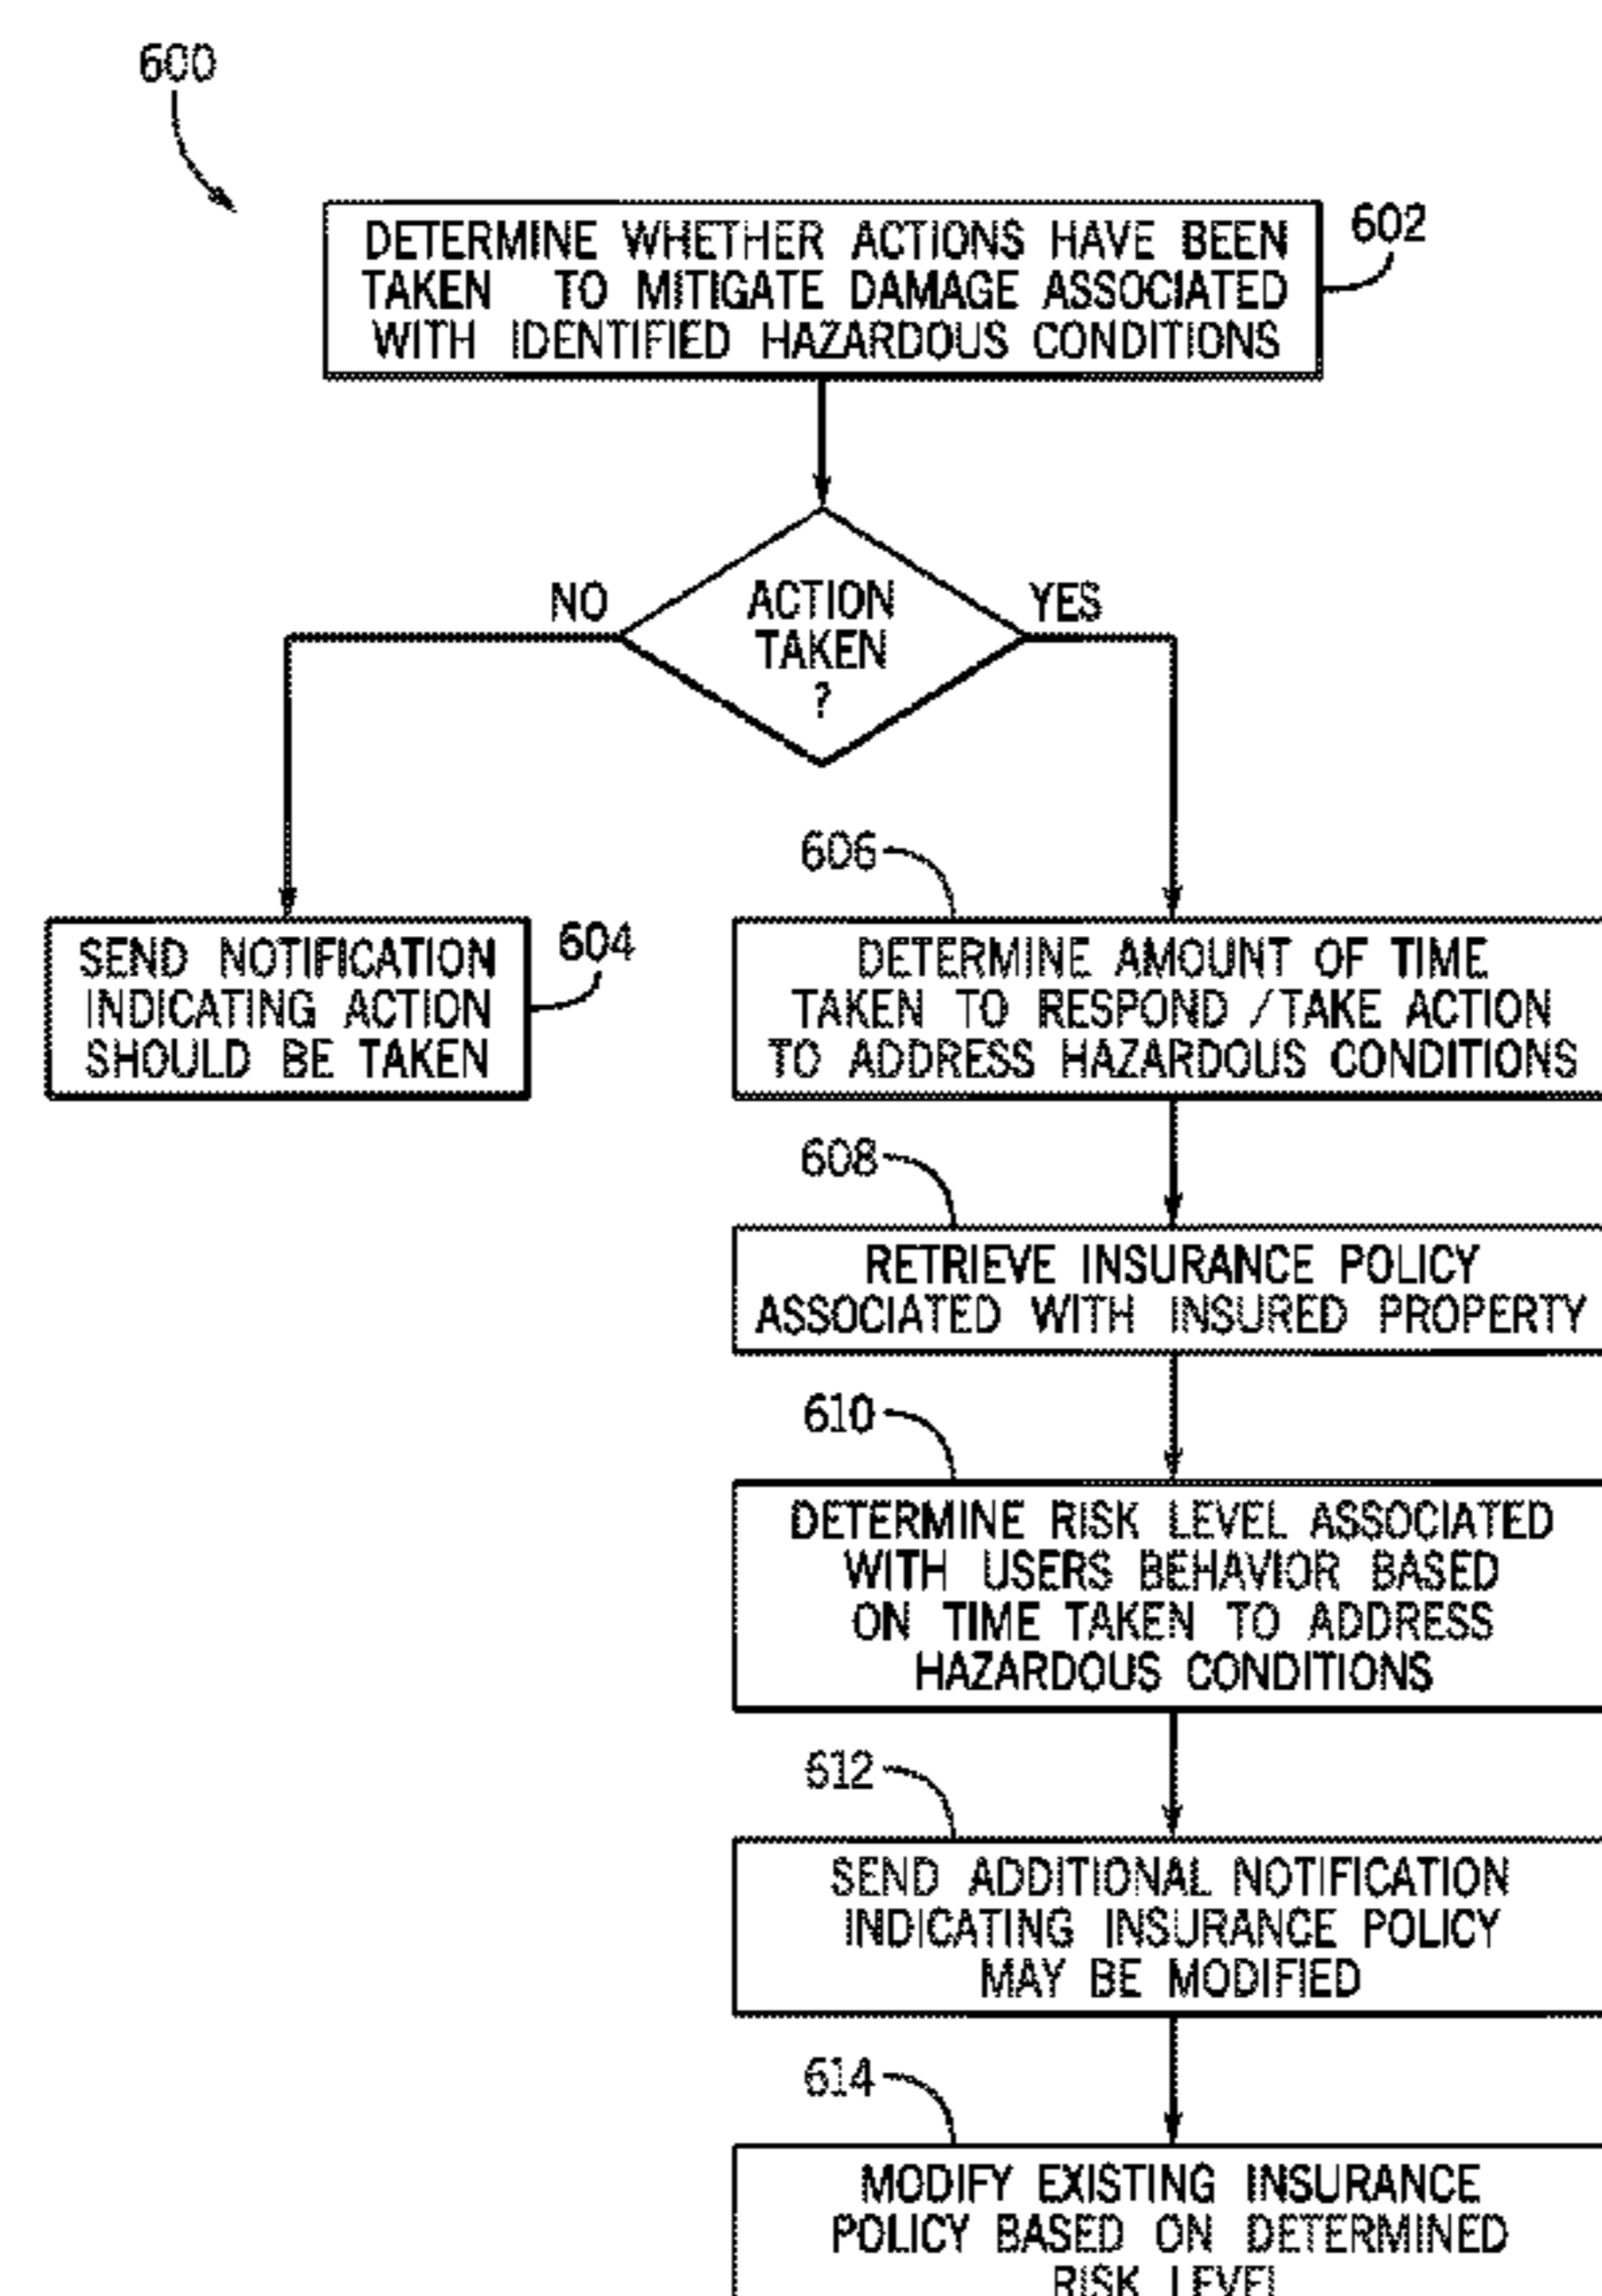 600
DETERMINE WHETHER ACTIONS HAVE BEEN
TAKEN TO MITIGATE DAMAGE ASSOCIATED
WITH IDENTIFIED HAZARDOUS CONDITIONS
602
NO
ACTION
TAKEN
?
YES
SEND NOTIFICATION
INDICATING ACTION
SHOULD BE TAKEN
604
606
DETERMINE AMOUNT OF TIME
TAKEN TO RESPOND /TAKE ACTION
TO ADDRESS HAZARDOUS CONDITIONS
608
RETRIEVE INSURANCE POLICY
ASSOCIATED WITH INSURED PROPERTY
610
DETERMINE RISK LEVEL ASSOCIATED
WITH USERS BEHAVIOR BASED
ON TIME TAKEN TO ADDRESS
HAZARDOUS CONDITIONS
612
SEND ADDITIONAL NOTIFICATION
INDICATING INSURANCE POLICY
MAY BE MODIFIED
614
MODIFY EXISTING INSURANCE
POLICY BASED ON DETERMINED
RISK LEVEL